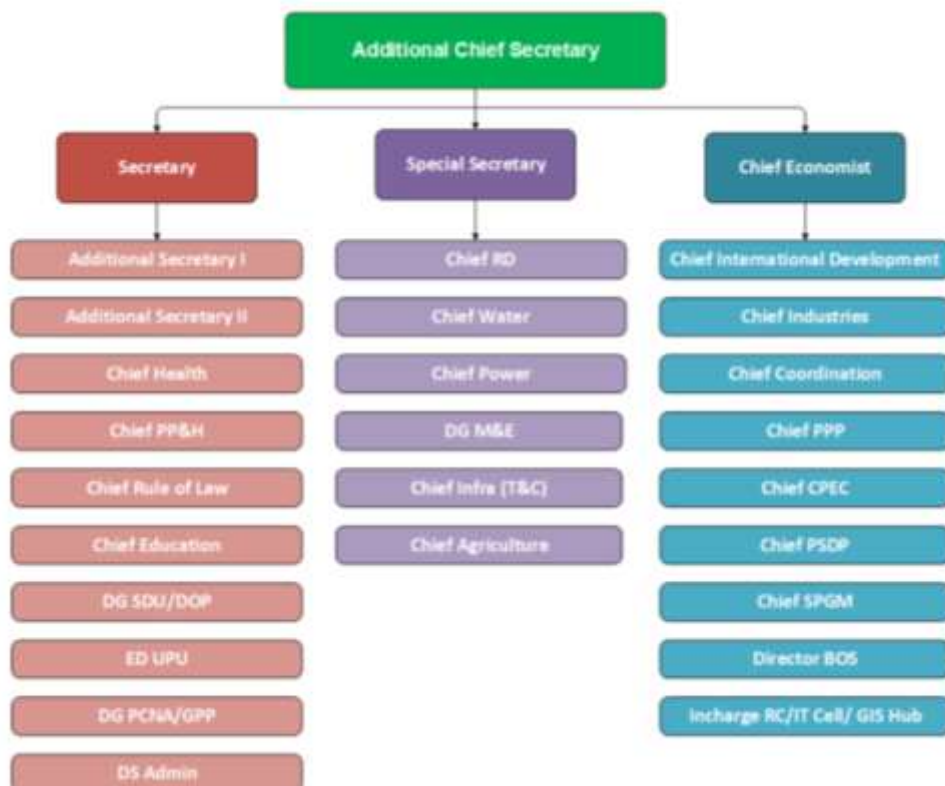 Additional Chief Secretary
Secretary
Special Secretary
Chief Economist
Additional Secretary I
Additional Secretary II
Chief Health
Chief PP&H
Chief Rule of Law
Chief Education
DG SDU/DOP
ED UPU
DG PCNA/GPP
DS Admin
Chief RD
Chief Water
Chief Power
DG M&E
Chief Infra (T&C)
Chief Agriculture
Chief International Development
Chief Industries
Chief Coordination
Chief PPP
Chief CPEC
Chief PSDP
Chief SPGM
Director BOS
Incharge RC/IT Cell/ GIS Hub